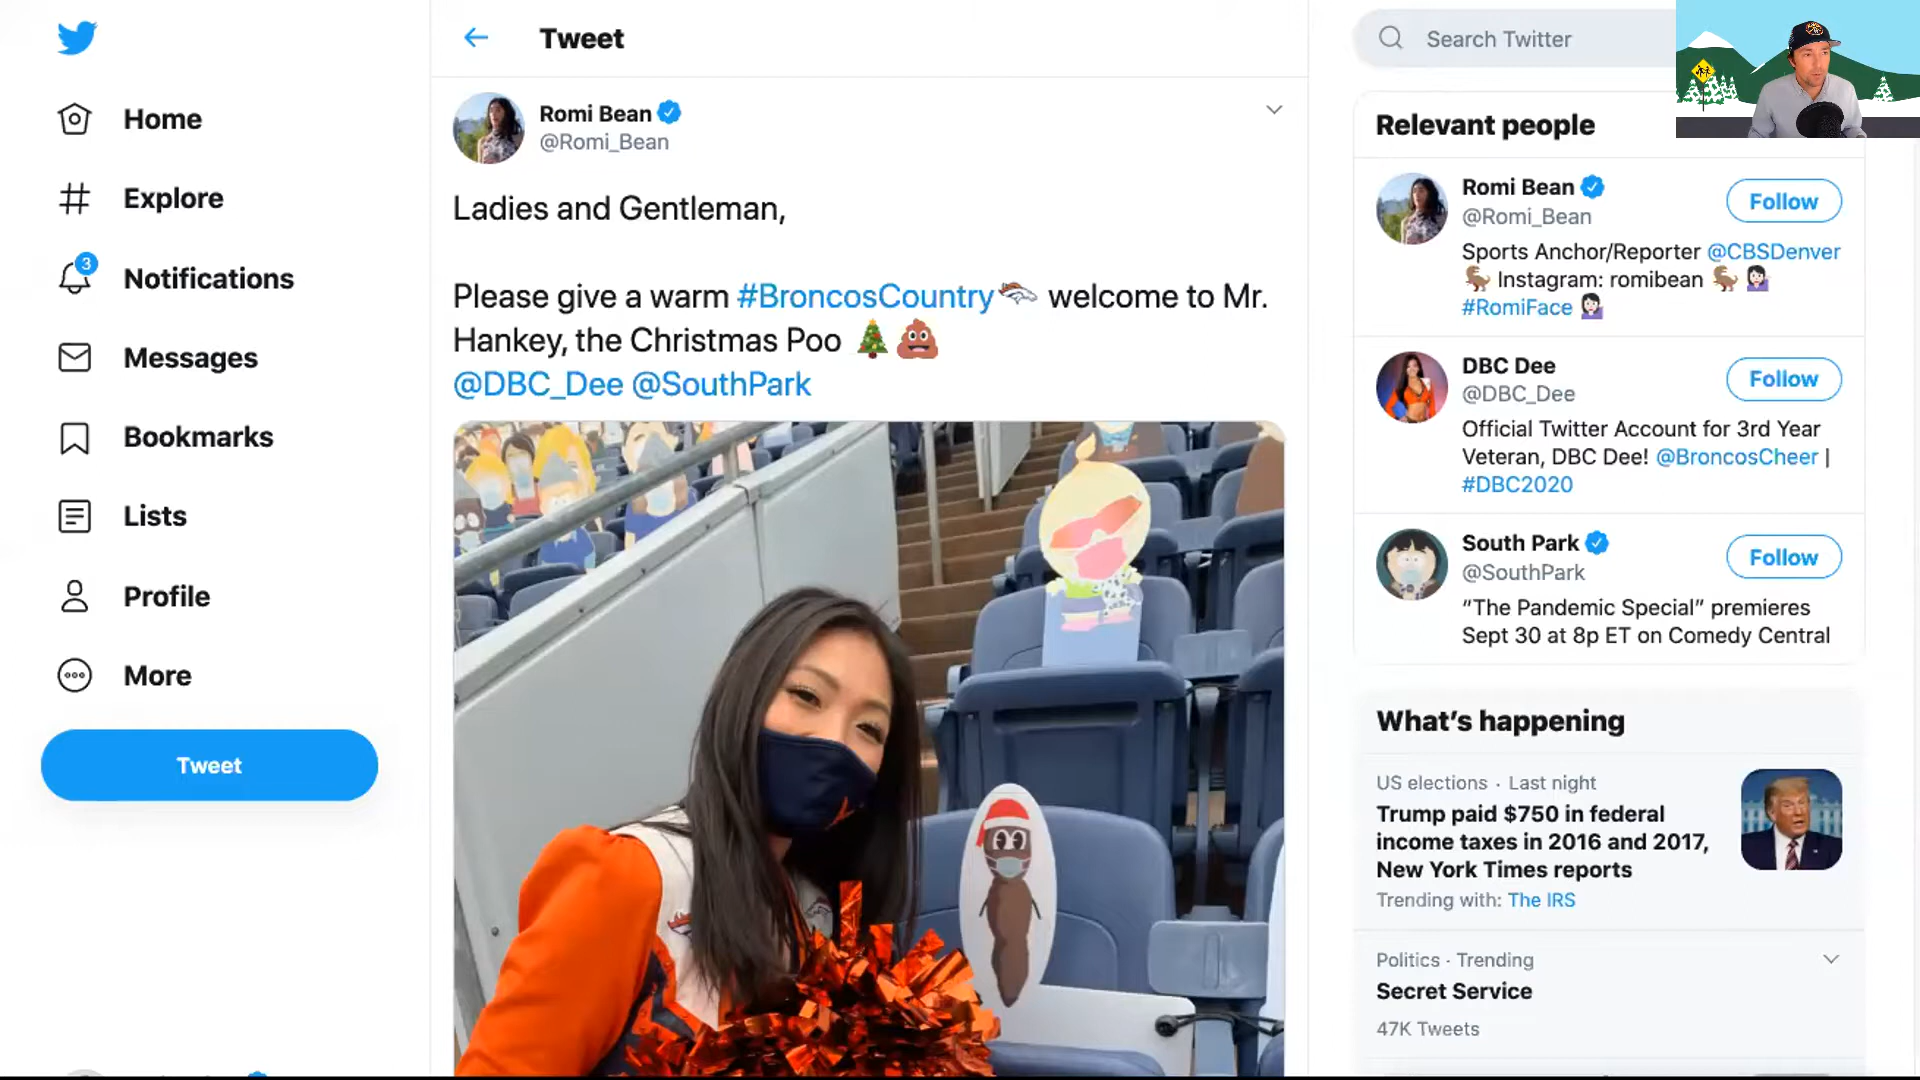 Home
Explore
3
Notifications
Messages
Bookmarks
Lists
Profile
More
Tweet
Tweet
Romi Bean
@Romi_Bean
Ladies and Gentleman,
Please give a warm #BroncosCountry welcome to Mr.
Hankey, the Christmas Poo 🎄💩
@DBC_Dee @SouthPark
Search Twitter
Relevant people
Romi Bean
@Romi_Bean
Follow
Sports Anchor/Reporter @CBSDenver
🦖 Instagram: romibean 🦖 💁🏻‍♀️
#RomiFace 💁🏻‍♀️
DBC Dee
@DBC_Dee
Follow
Official Twitter Account for 3rd Year
Veteran, DBC Dee! @BroncosCheer |
#DBC2020
South Park
@SouthPark
Follow
“The Pandemic Special” premieres
Sept 30 at 8p ET on Comedy Central
What’s happening
US elections · Last night
Trump paid $750 in federal
income taxes in 2016 and 2017,
New York Times reports
Trending with: The IRS
Politics · Trending
Secret Service
47K Tweets